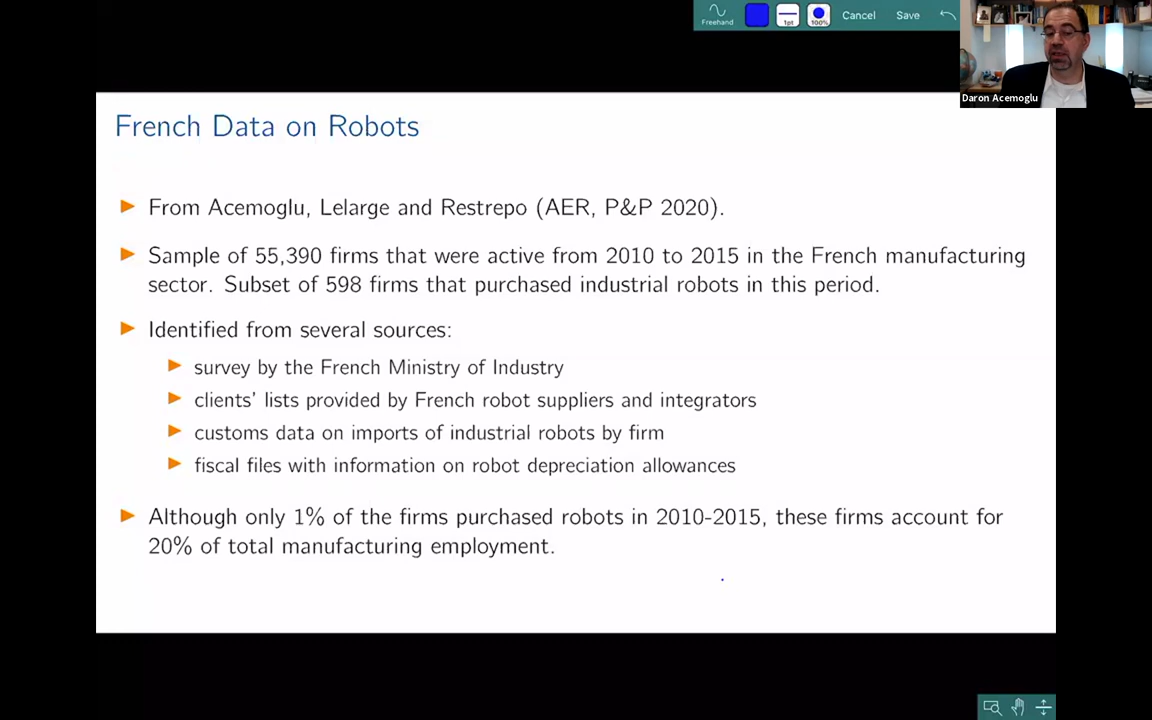 Freehand
1pt
100%
Cancel
Save
Daron Acemoglu
French Data on Robots
From Acemoglu, Lelarge and Restrepo (AER, P&P 2020).
Sample of 55,390 firms that were active from 2010 to 2015 in the French manufacturing
sector. Subset of 598 firms that purchased industrial robots in this period.
Identified from several sources:
survey by the French Ministry of Industry
clients' lists provided by French robot suppliers and integrators
customs data on imports of industrial robots by firm
fiscal files with information on robot depreciation allowances
Although only 1% of the firms purchased robots in 2010-2015, these firms account for
20% of total manufacturing employment.